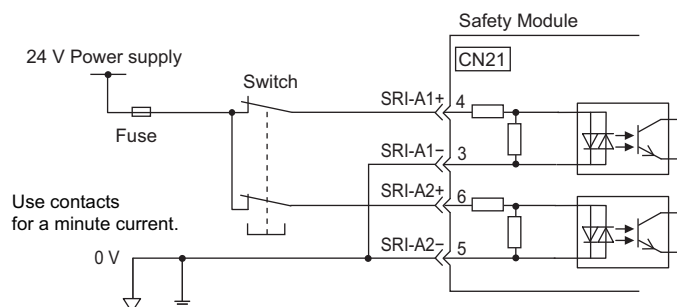 Safety Module
24 V Power supply
CN21
Switch
SRI-A1+ 4
Fuse
SRI-A1− 3
SRI-A2+ 6
Use contacts
for a minute current.
0 V
SRI-A2− 5